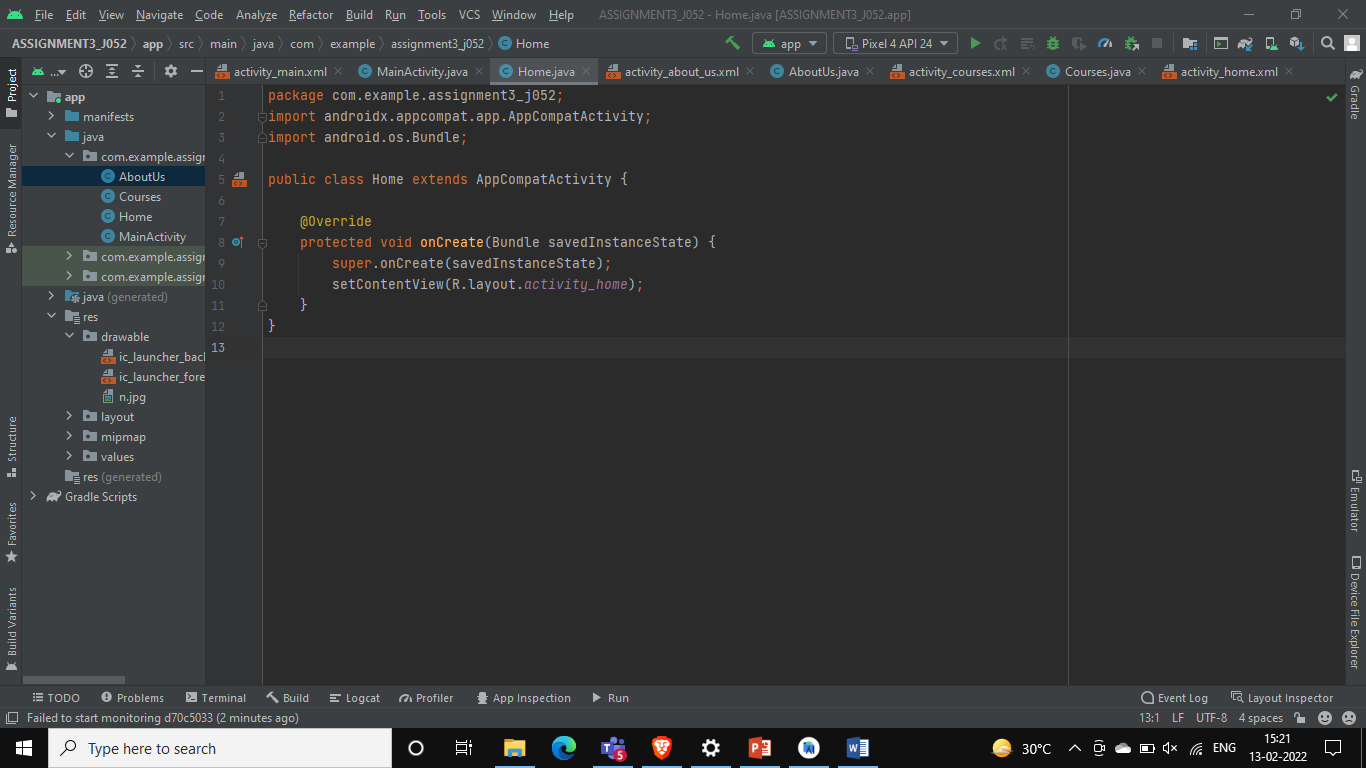 File Edit View Navigate Code Analyze Refactor Build Run Tools VCS Window Help ASSIGNMENT3_J052 - Home.java [ASSIGNMENT3_J052.app]
ASSIGNMENT3_J052 app src main java com example assignment3_j052 Home app Pixel 4 API 24
... activity_main.xml MainActivity.java Home.java activity_about_us.xml AboutUs.java activity_courses.xml Courses.java activity_home.xml
Project
Resource Manager
Structure
Favorites
Build Variants
app
manifests
java
com.example.assign
AboutUs
Courses
Home
MainActivity
com.example.assign
com.example.assign
java (generated)
res
drawable
ic_launcher_back
ic_launcher_fore
n.jpg
layout
mipmap
values
res (generated)
Gradle Scripts
1 package com.example.assignment3_j052;
2 import androidx.appcompat.app.AppCompatActivity;
3 import android.os.Bundle;
4
5 public class Home extends AppCompatActivity {
6
7 @Override
8 protected void onCreate(Bundle savedInstanceState) {
9 super.onCreate(savedInstanceState);
10 setContentView(R.layout.activity_home);
11 }
12 }
13
Gradle
Emulator
Device File Explorer
TODO Problems Terminal Build Logcat Profiler App Inspection Run Event Log Layout Inspector
Failed to start monitoring d70c5033 (2 minutes ago) 13:1 LF UTF-8 4 spaces
Type here to search 5 30°C ENG 15:21
13-02-2022